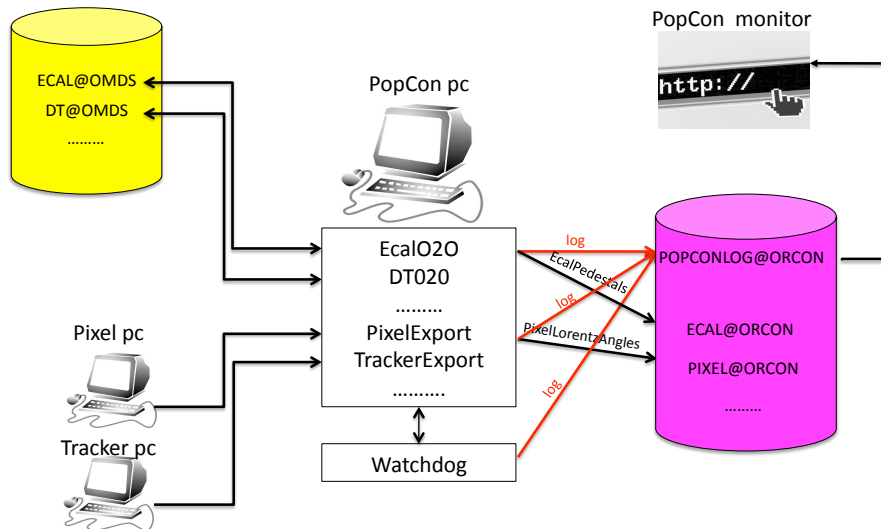 PopCon monitor
http://
ECAL@OMDS
DT@OMDS
………
PopCon pc
EcalO2O
DT020
………
PixelExport
TrackerExport
……….
Watchdog
Pixel pc
Tracker pc
log
EcalPedestals
log
PixelLorentzAngles
log
POPCONLOG@ORCON
ECAL@ORCON
PIXEL@ORCON
………